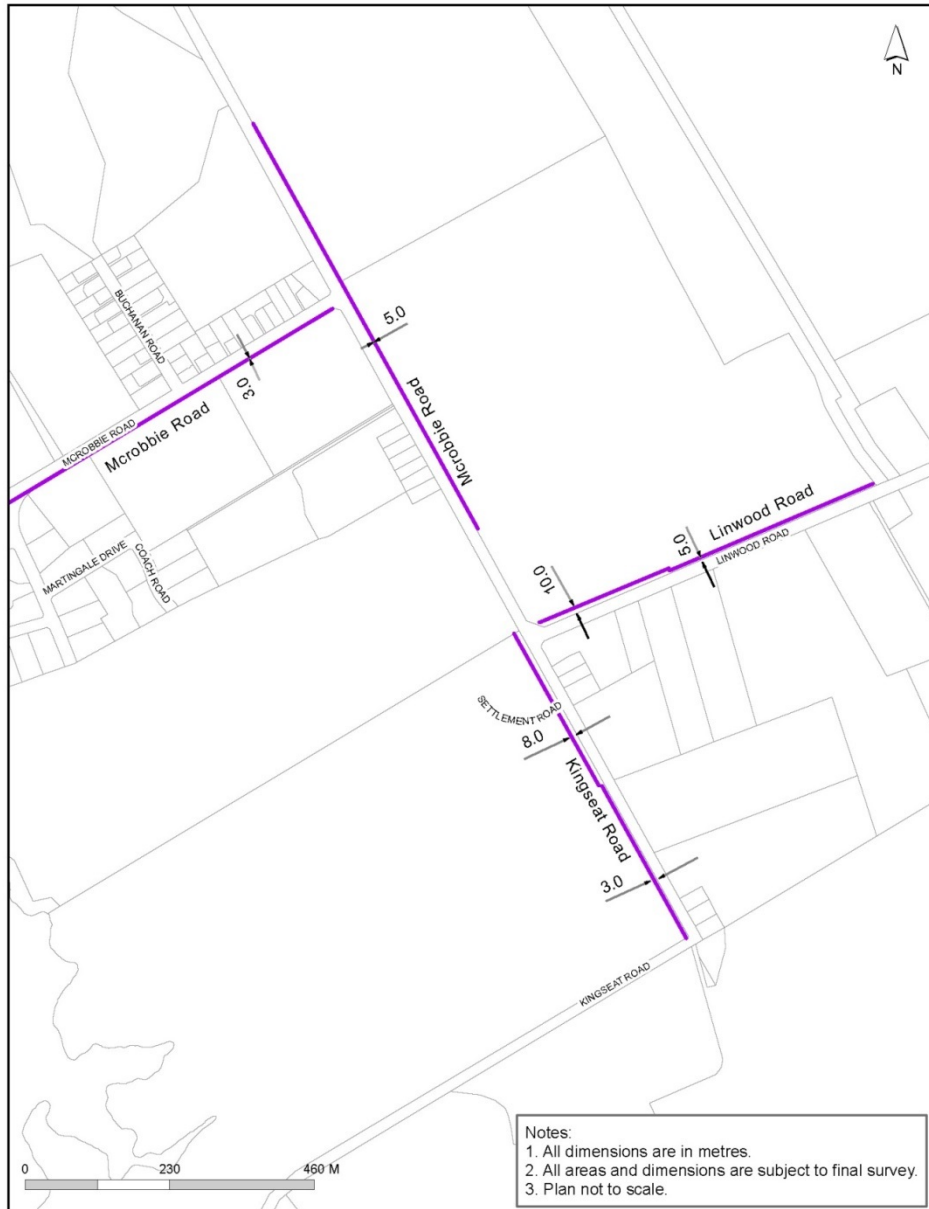 N
5.0
BUCHANAN ROAD
3.0
MCROBBIE ROAD
Mcrobbie Road
Mcrobbie Road
Linwood Road
5.0
LINWOOD ROAD
MARTINGALE DRIVE
COACH ROAD
10.0
SETTLEMENT ROAD
8.0
Kingseat Road
3.0
KINGSEAT ROAD
0 230 460 M
Notes:
1. All dimensions are in metres.
2. All areas and dimensions are subject to final survey.
3. Plan not to scale.